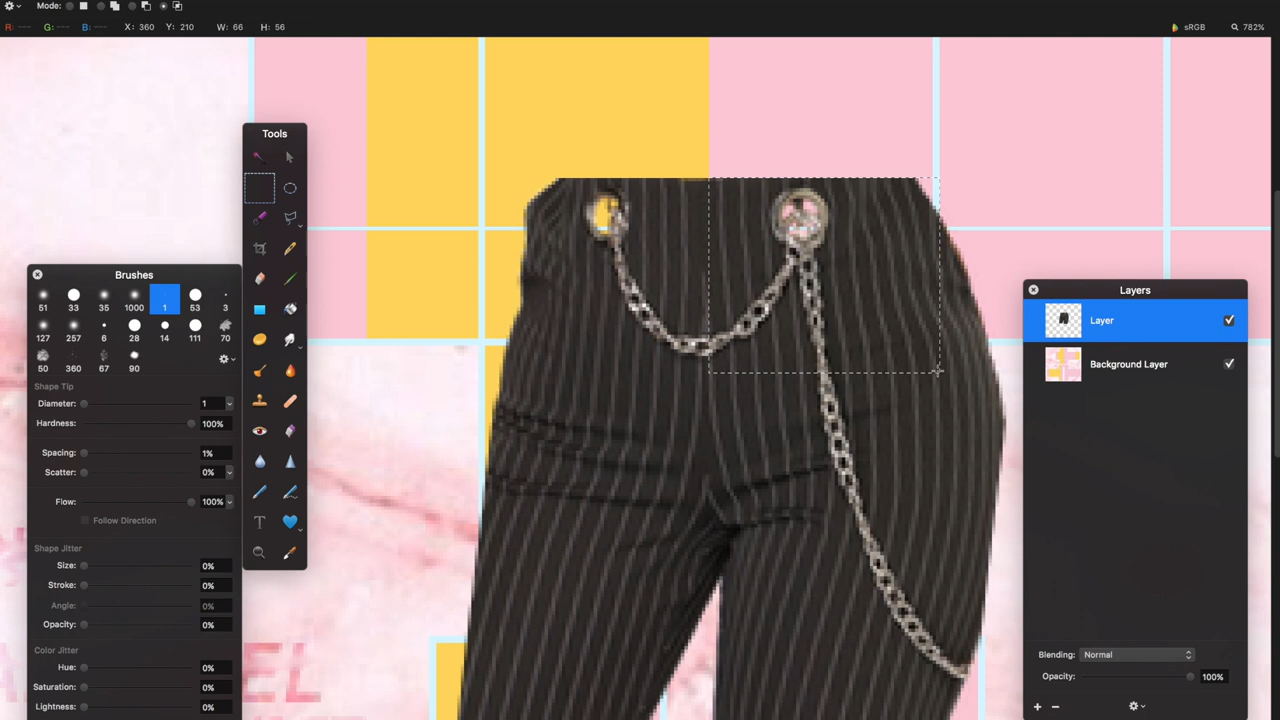 Mode:
R: --- G: --- B: --- X: 360 Y: 210 W: 66 H: 56 sRGB 782%
Tools
Brushes
51 33 35 1000 1 53 3
127 257 6 28 14 111 70
50 360 67 90
Shape Tip
Diameter: 1
Hardness: 100%
Spacing: 1%
Scatter: 0%
Flow: 100%
Follow Direction
Shape Jitter
Size: 0%
Stroke: 0%
Angle: 0%
Opacity: 0%
Color Jitter
Hue: 0%
Saturation: 0%
Lightness: 0%
T
Layers
Layer
Background Layer
Blending: Normal
Opacity: 100%